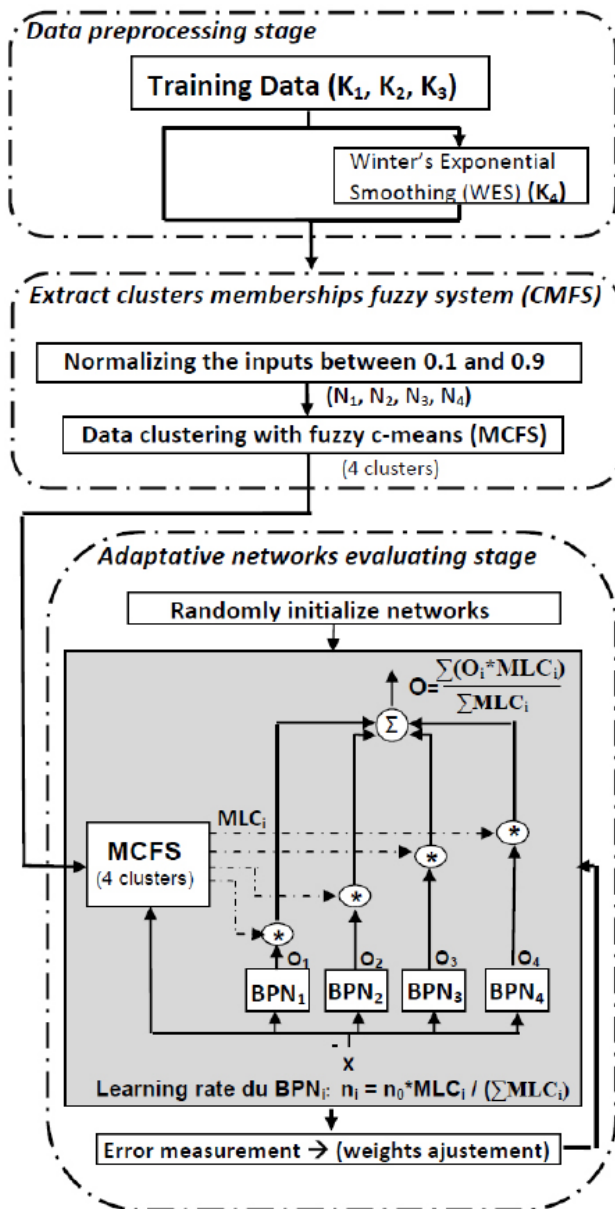 Data preprocessing stage
Training Data (K₁, K₂, K₃)
Winter's Exponential
Smoothing (WES) (K₄)
Extract clusters memberships fuzzy system (CMFS)
Normalizing the inputs between 0.1 and 0.9
(N₁, N₂, N₃, N₄)
Data clustering with fuzzy c-means (MCFS)
(4 clusters)
Adaptative networks evaluating stage
Randomly initialize networks
O= ∑(Oᵢ*MLCᵢ)
∑MLCᵢ
Σ
MLCᵢ
MCFS
(4 clusters)
*
*
*
*
O₁ O₂ O₃ O₄
BPN₁ BPN₂ BPN₃ BPN₄
x
Learning rate du BPNᵢ: nᵢ = n₀*MLCᵢ / (∑MLCᵢ)
Error measurement → (weights ajustement)